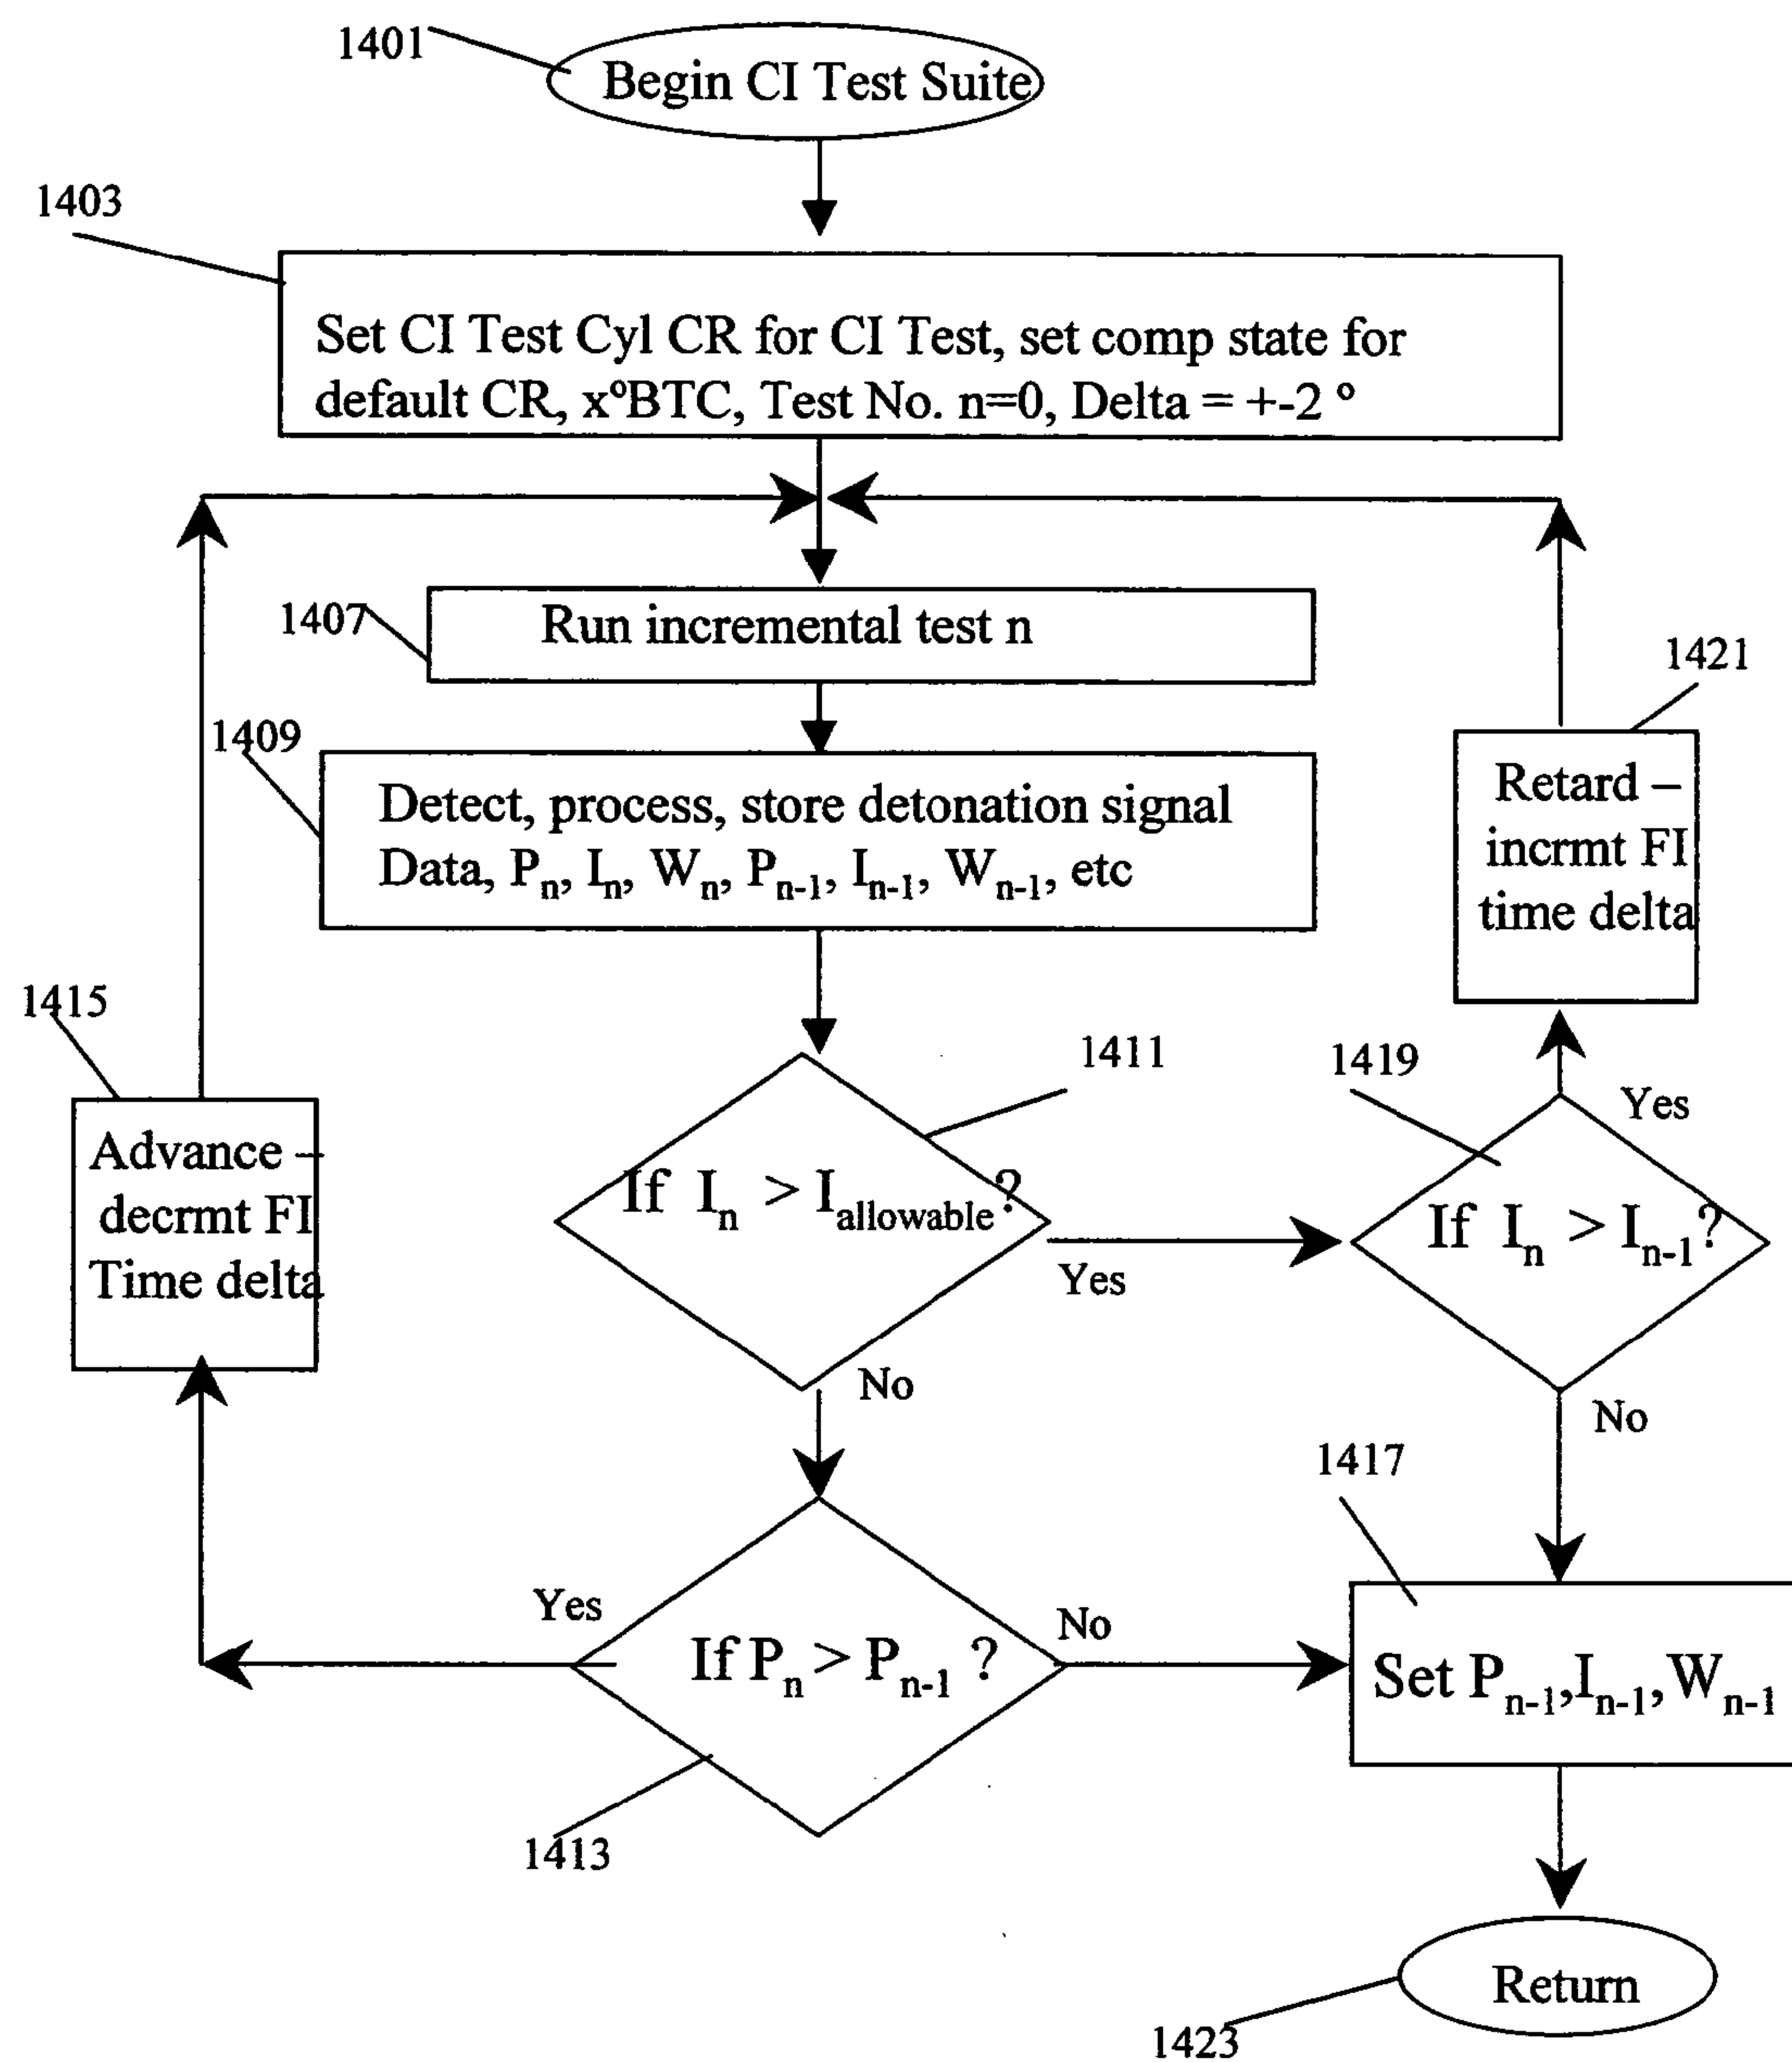 1401
Begin CI Test Suite
1403
Set CI Test Cyl CR for CI Test, set comp state for
default CR, xºBTC, Test No. n=0, Delta = +-2 º
1407
Run incremental test n
1421
1409
Detect, process, store detonation signal
Data, Pn, In, Wn, Pn-1, In-1, Wn-1, etc
Retard –
incrmt FI
time delta
1415
1411
1419
Yes
Advance –
decrmt FI
Time delta
If In > Iallowable?
Yes
If In > In-1?
No
No
1417
Yes
No
If Pn > Pn-1 ?
Set Pn-1,In-1,Wn-1
1413
Return
1423